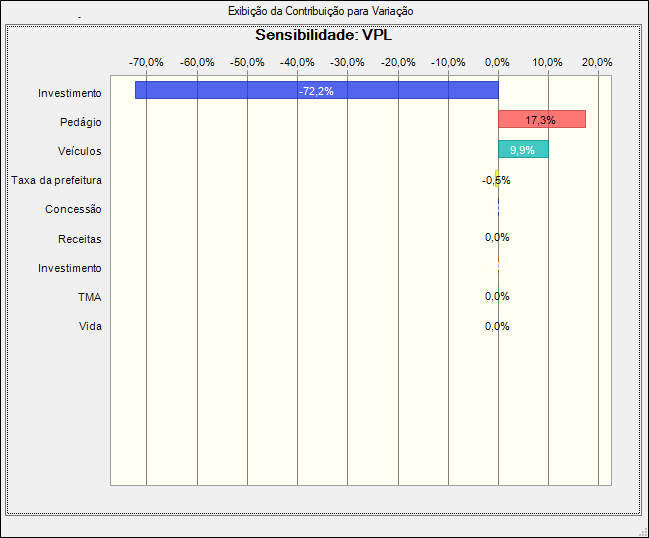 Exibição da Contribuição para Variação
Sensibilidade: VPL
-70,0% -60,0% -50,0% -40,0% -30,0% -20,0% -10,0% 0,0% 10,0% 20,0%
Investimento -72,2%
Pedágio 17,3%
Veículos 9,9%
Taxa da prefeitura -0,5%
Concessão
Receitas 0,0%
Investimento
TMA 0,0%
Vida 0,0%